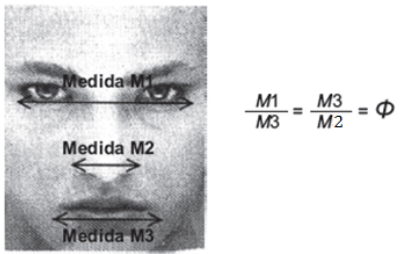 Medida M1
Medida M2
Medida M3
M1/M3 = M3/M2 = Φ